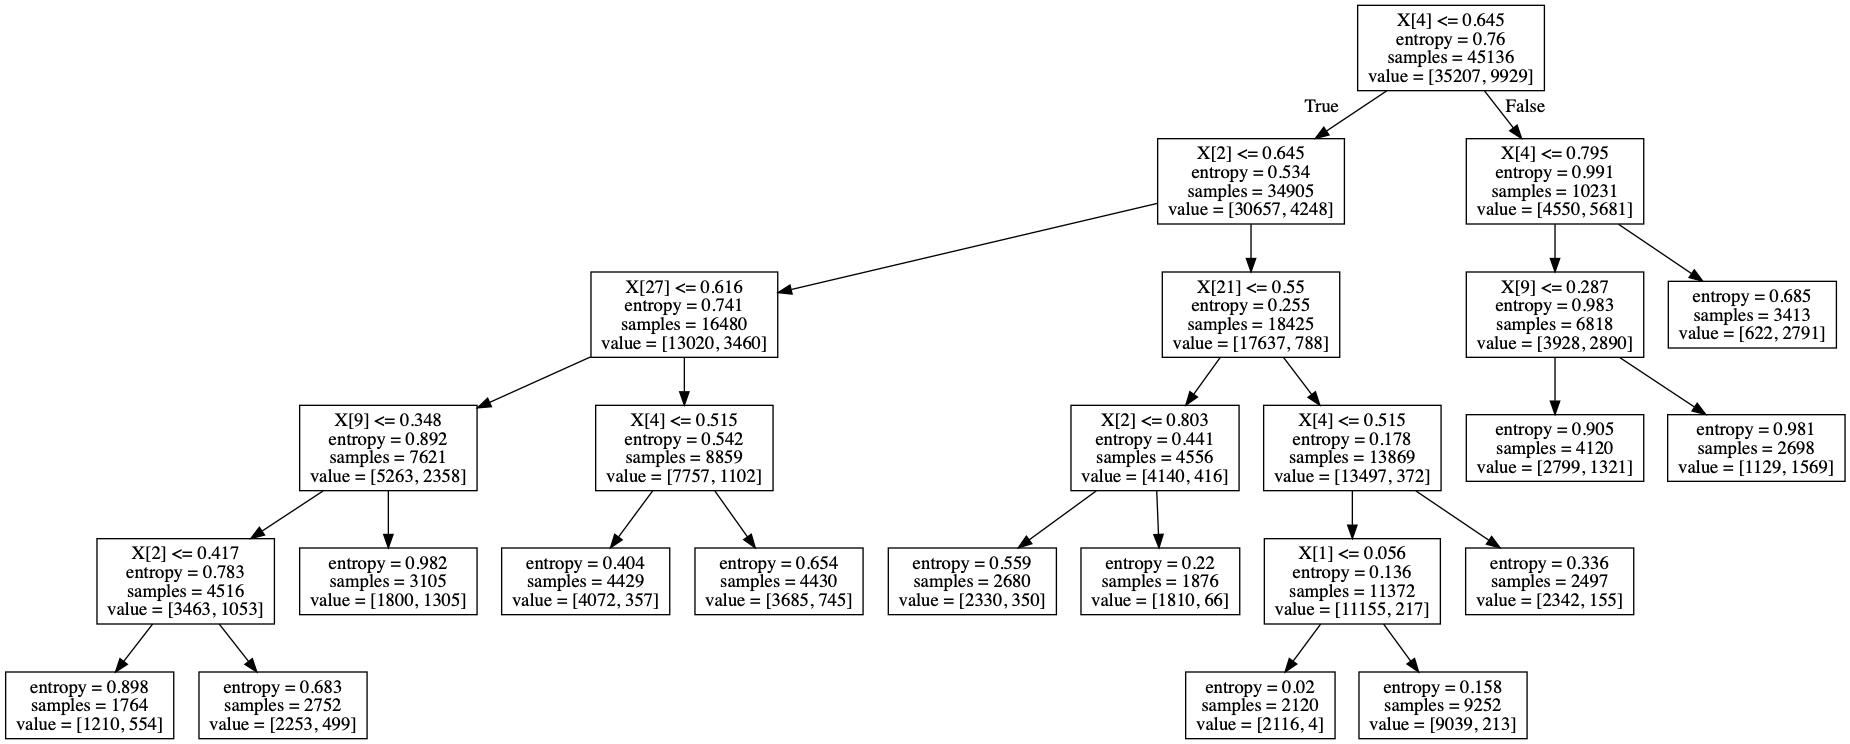 X[4] <= 0.645
entropy = 0.76
samples = 45136
value = [35207, 9929]
True
False
X[2] <= 0.645
entropy = 0.534
samples = 34905
value = [30657, 4248]
X[4] <= 0.795
entropy = 0.991
samples = 10231
value = [4550, 5681]
X[27] <= 0.616
entropy = 0.741
samples = 16480
value = [13020, 3460]
X[21] <= 0.55
entropy = 0.255
samples = 18425
value = [17637, 788]
X[9] <= 0.287
entropy = 0.983
samples = 6818
value = [3928, 2890]
entropy = 0.685
samples = 3413
value = [622, 2791]
X[9] <= 0.348
entropy = 0.892
samples = 7621
value = [5263, 2358]
X[4] <= 0.515
entropy = 0.542
samples = 8859
value = [7757, 1102]
X[2] <= 0.803
entropy = 0.441
samples = 4556
value = [4140, 416]
X[4] <= 0.515
entropy = 0.178
samples = 13869
value = [13497, 372]
entropy = 0.905
samples = 4120
value = [2799, 1321]
entropy = 0.981
samples = 2698
value = [1129, 1569]
X[2] <= 0.417
entropy = 0.783
samples = 4516
value = [3463, 1053]
entropy = 0.982
samples = 3105
value = [1800, 1305]
entropy = 0.404
samples = 4429
value = [4072, 357]
entropy = 0.654
samples = 4430
value = [3685, 745]
entropy = 0.559
samples = 2680
value = [2330, 350]
entropy = 0.22
samples = 1876
value = [1810, 66]
X[1] <= 0.056
entropy = 0.136
samples = 11372
value = [11155, 217]
entropy = 0.336
samples = 2497
value = [2342, 155]
entropy = 0.898
samples = 1764
value = [1210, 554]
entropy = 0.683
samples = 2752
value = [2253, 499]
entropy = 0.02
samples = 2120
value = [2116, 4]
entropy = 0.158
samples = 9252
value = [9039, 213]